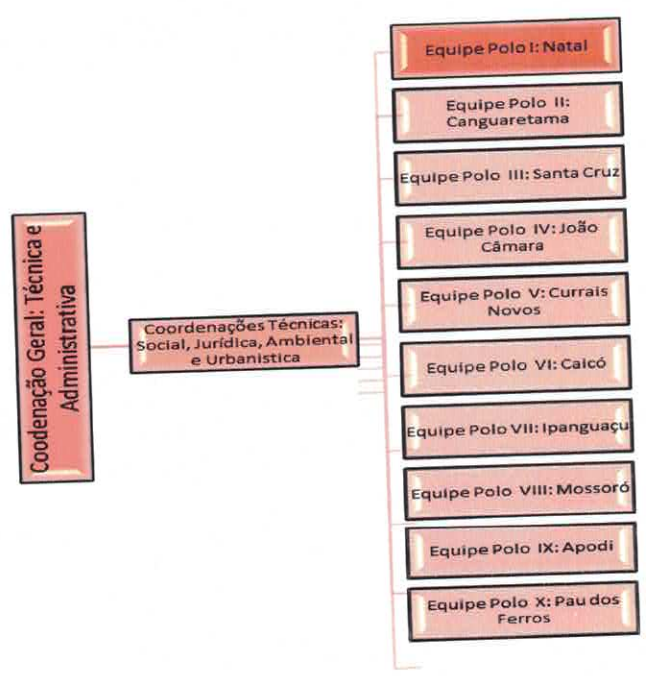 Coodenação Geral: Técnica e
Administrativa
Coordenações Técnicas:
Social, Jurídica, Ambiental
e Urbanistica
Equipe Polo I: Natal
Equipe Polo II:
Canguaretama
Equipe Polo III: Santa Cruz
Equipe Polo IV: João
Câmara
Equipe Polo V: Currais
Novos
Equipe Polo VI: Caicó
Equipe Polo VII: Ipanguaçu
Equipe Polo VIII: Mossoró
Equipe Polo IX: Apodi
Equipe Polo X: Pau dos
Ferros